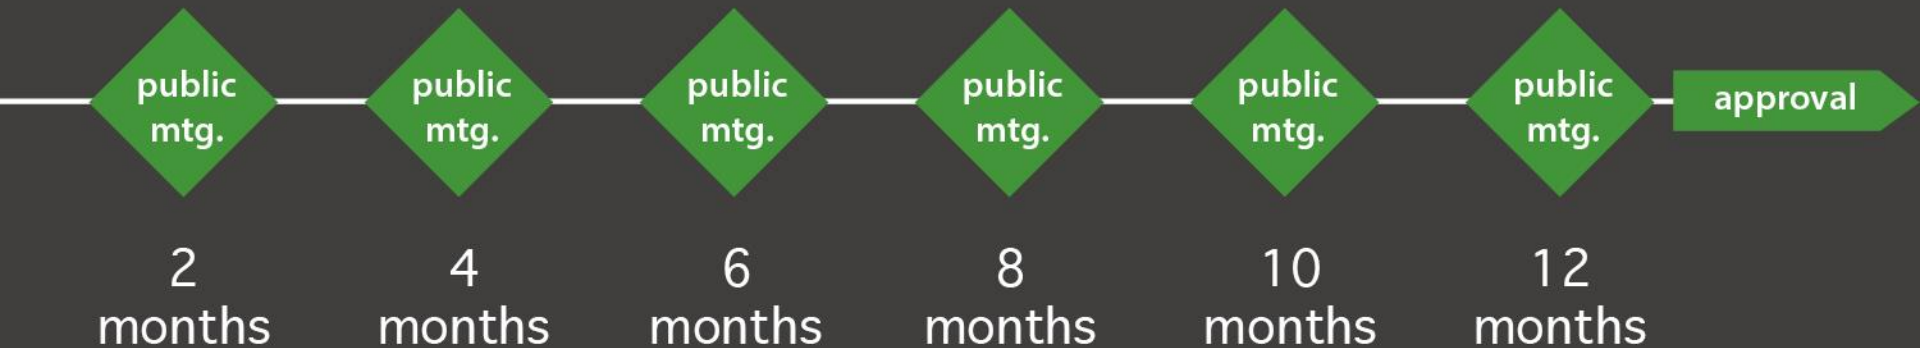 public
mtg.
public
mtg.
public
mtg.
public
mtg.
public
mtg.
public
mtg.
approval
2
months
4
months
6
months
8
months
10
months
12
months